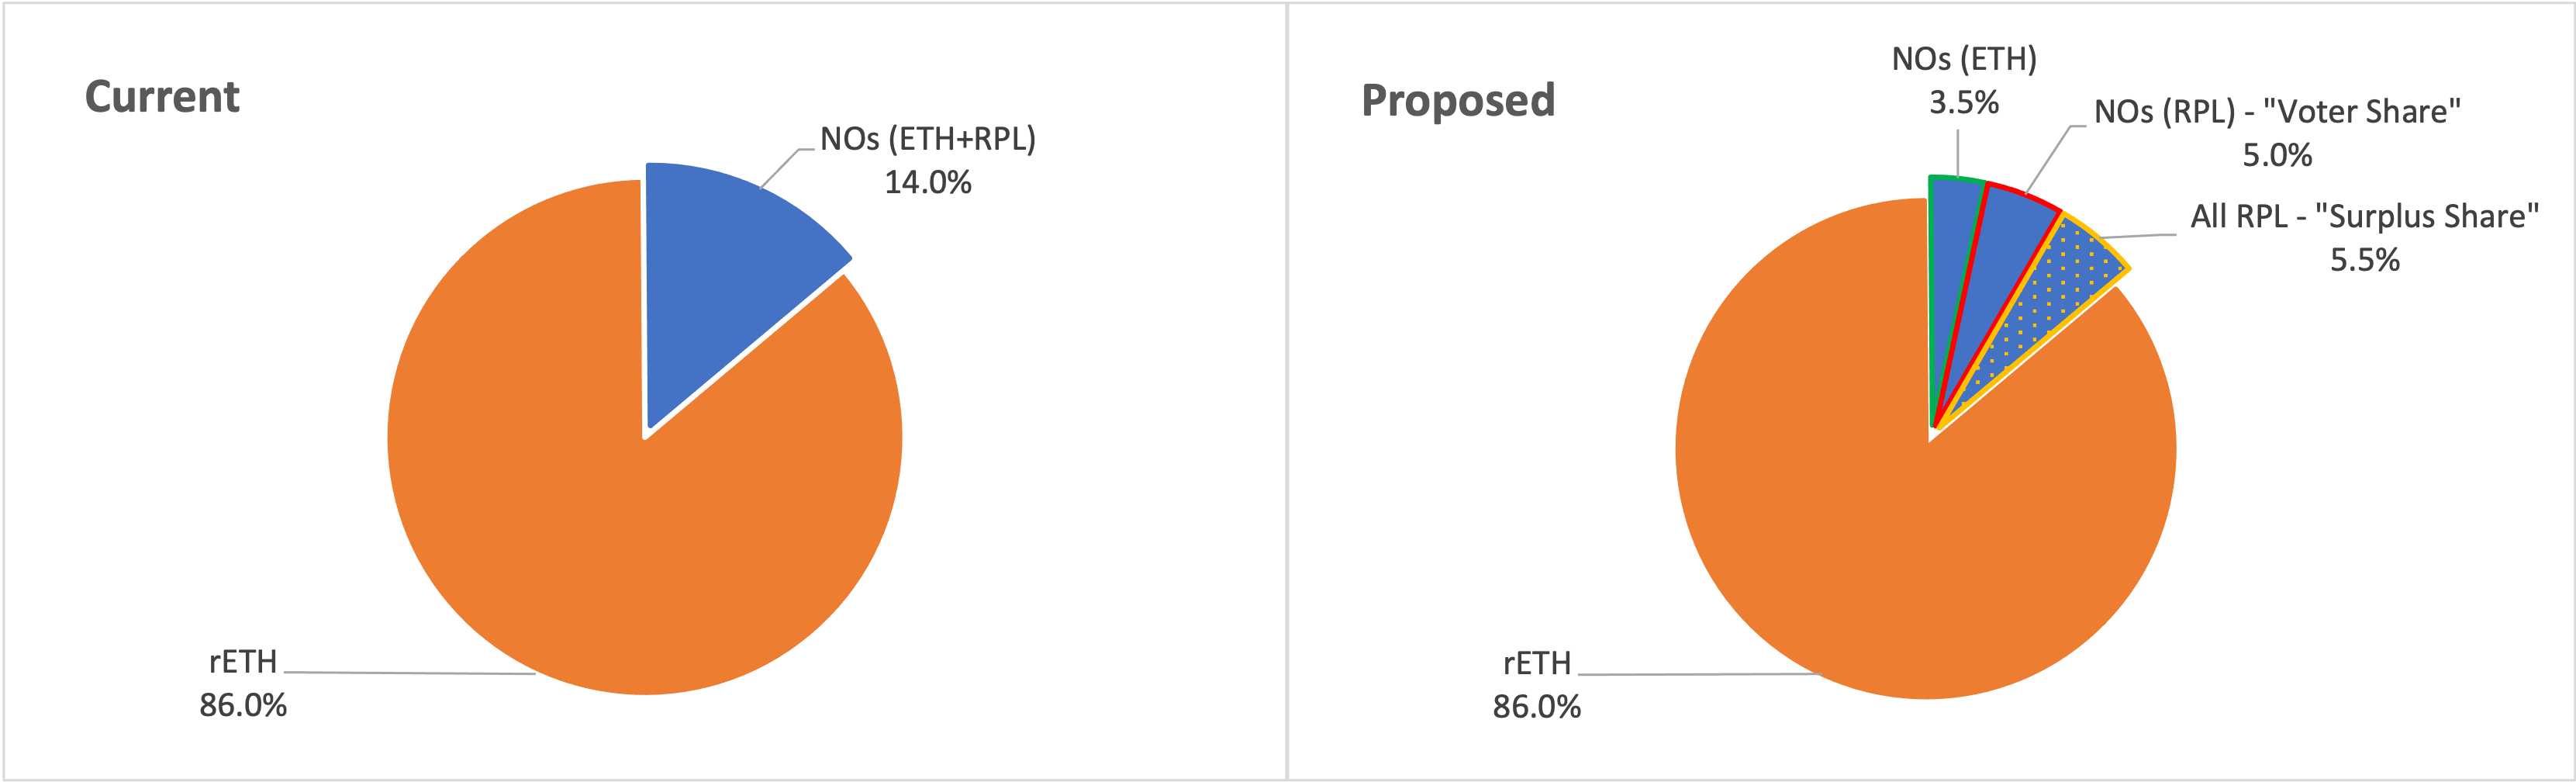 Current
NOs (ETH+RPL)
14.0%
rETH
86.0%
Proposed
NOs (ETH)
3.5%
NOs (RPL) - "Voter Share"
5.0%
All RPL - "Surplus Share"
5.5%
rETH
86.0%